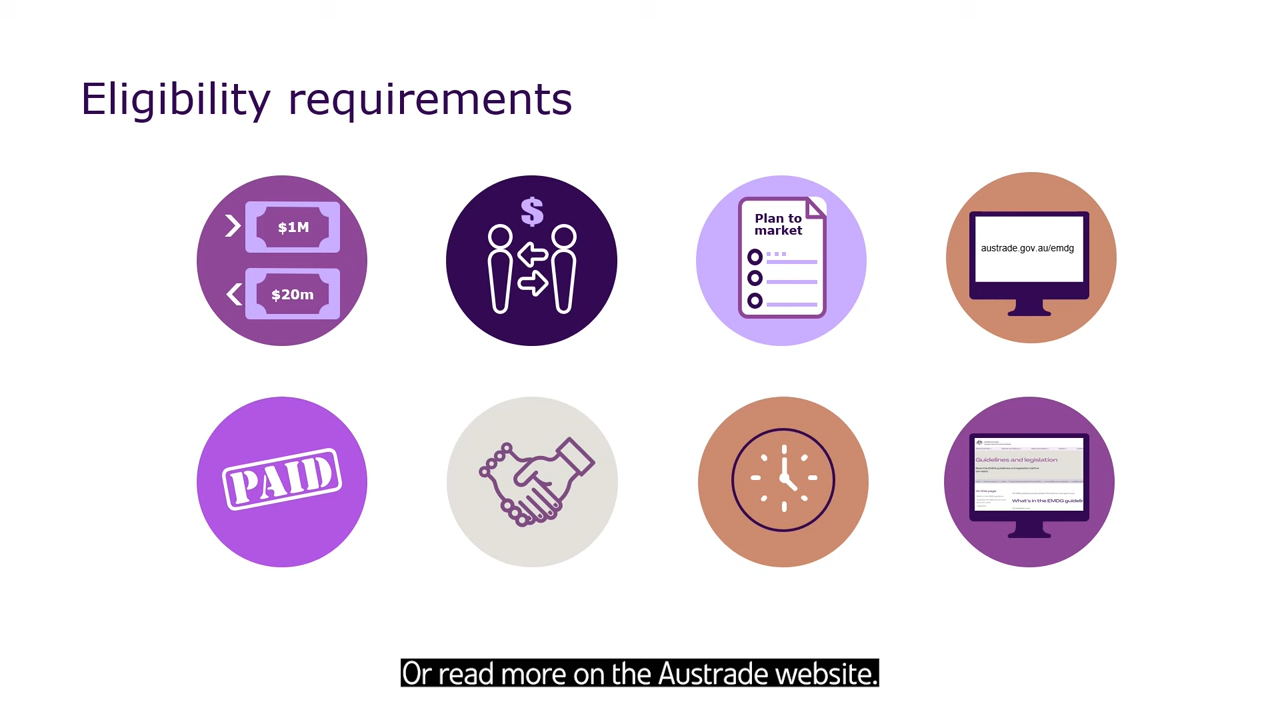 Eligibility requirements
$1M
$20m
$
Plan to
market
austrade.gov.au/emdg
PAID
Guidelines and legislation
What's in the EMDG guidelin
Or read more on the Austrade website.